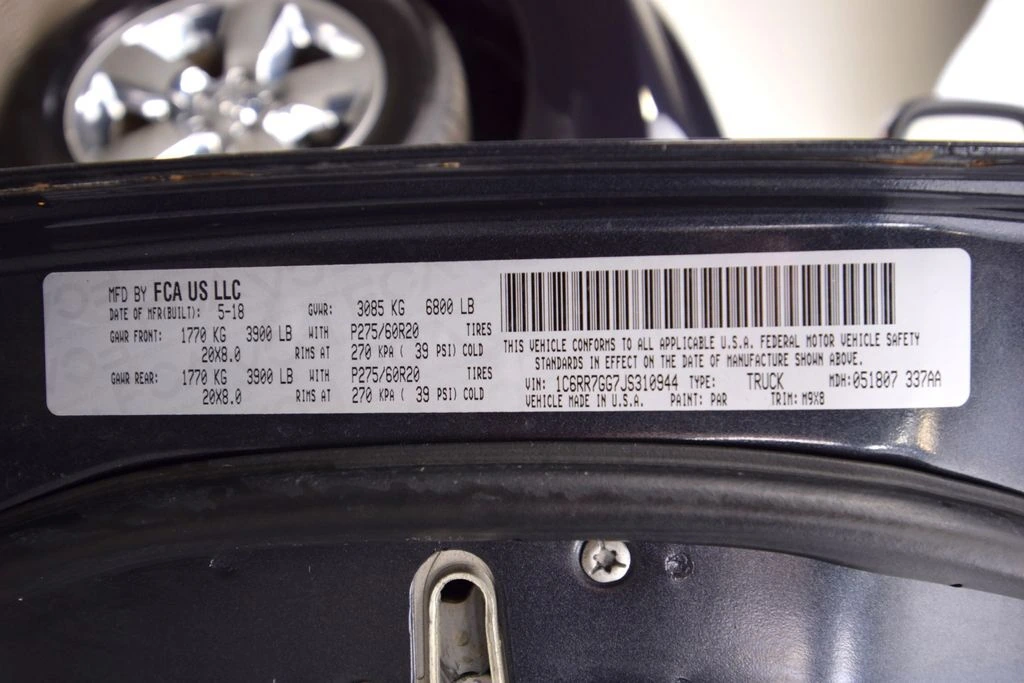 MFD BY FCA US LLC
DATE OF MFR(BUILT): 5-18 GVWR: 3085 KG 6800 LB
GAWR FRONT: 1770 KG 3900 LB WITH P275/60R20 TIRES
20X8.0 RIMS AT 270 KPA ( 39 PSI) COLD
GAWR REAR: 1770 KG 3900 LB WITH P275/60R20 TIRES
20X8.0 RIMS AT 270 KPA ( 39 PSI) COLD
THIS VEHICLE CONFORMS TO ALL APPLICABLE U.S.A. FEDERAL MOTOR VEHICLE SAFETY
STANDARDS IN EFFECT ON THE DATE OF MANUFACTURE SHOWN ABOVE.
VIN: 1C6RR7GG7JS310944 TYPE: TRUCK MDH: 051807 337AA
VEHICLE MADE IN U.S.A. PAINT: PAR TRIM: M9X8